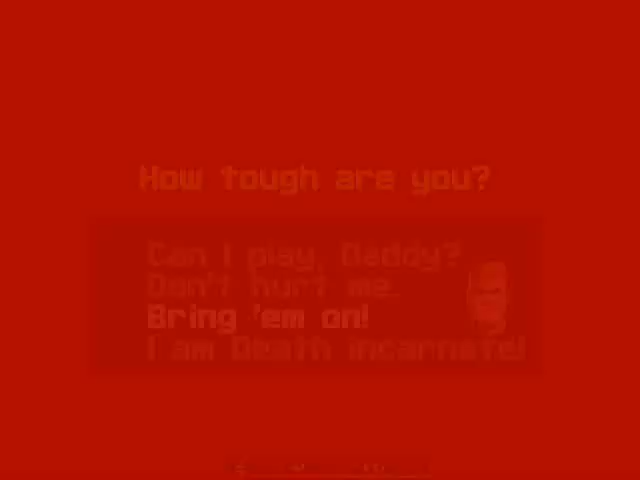 How tough are you?
Can I play, Daddy?
Don't hurt me.
Bring 'em on!
I am Death incarnate!